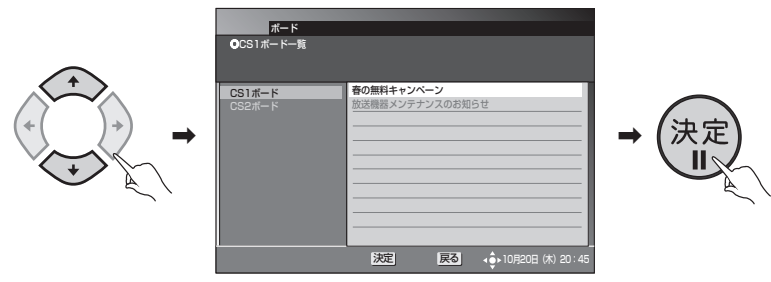 ボード
CS1ボード一覧
CS1ボード
CS2ボード
春の無料キャンペーン
放送機器メンテナンスのお知らせ
決定
戻る
10月20日 (木) 20:45
決定